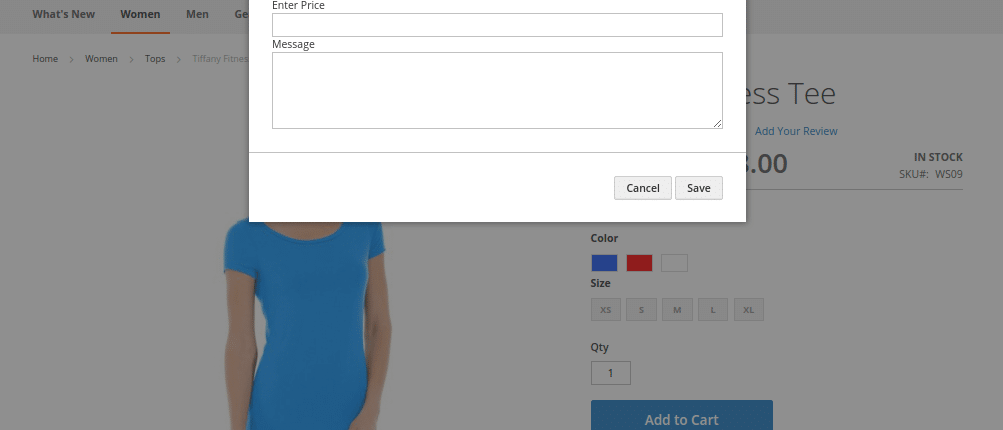 Enter Price
What's New Women Men Ge
Message
Home > Women > Tops > Tiffany Fitnes
ess Tee
Add Your Review
.00 IN STOCK
SKU#: WS09
Cancel Save
Color
Size
XS S M L XL
Qty
1
Add to Cart